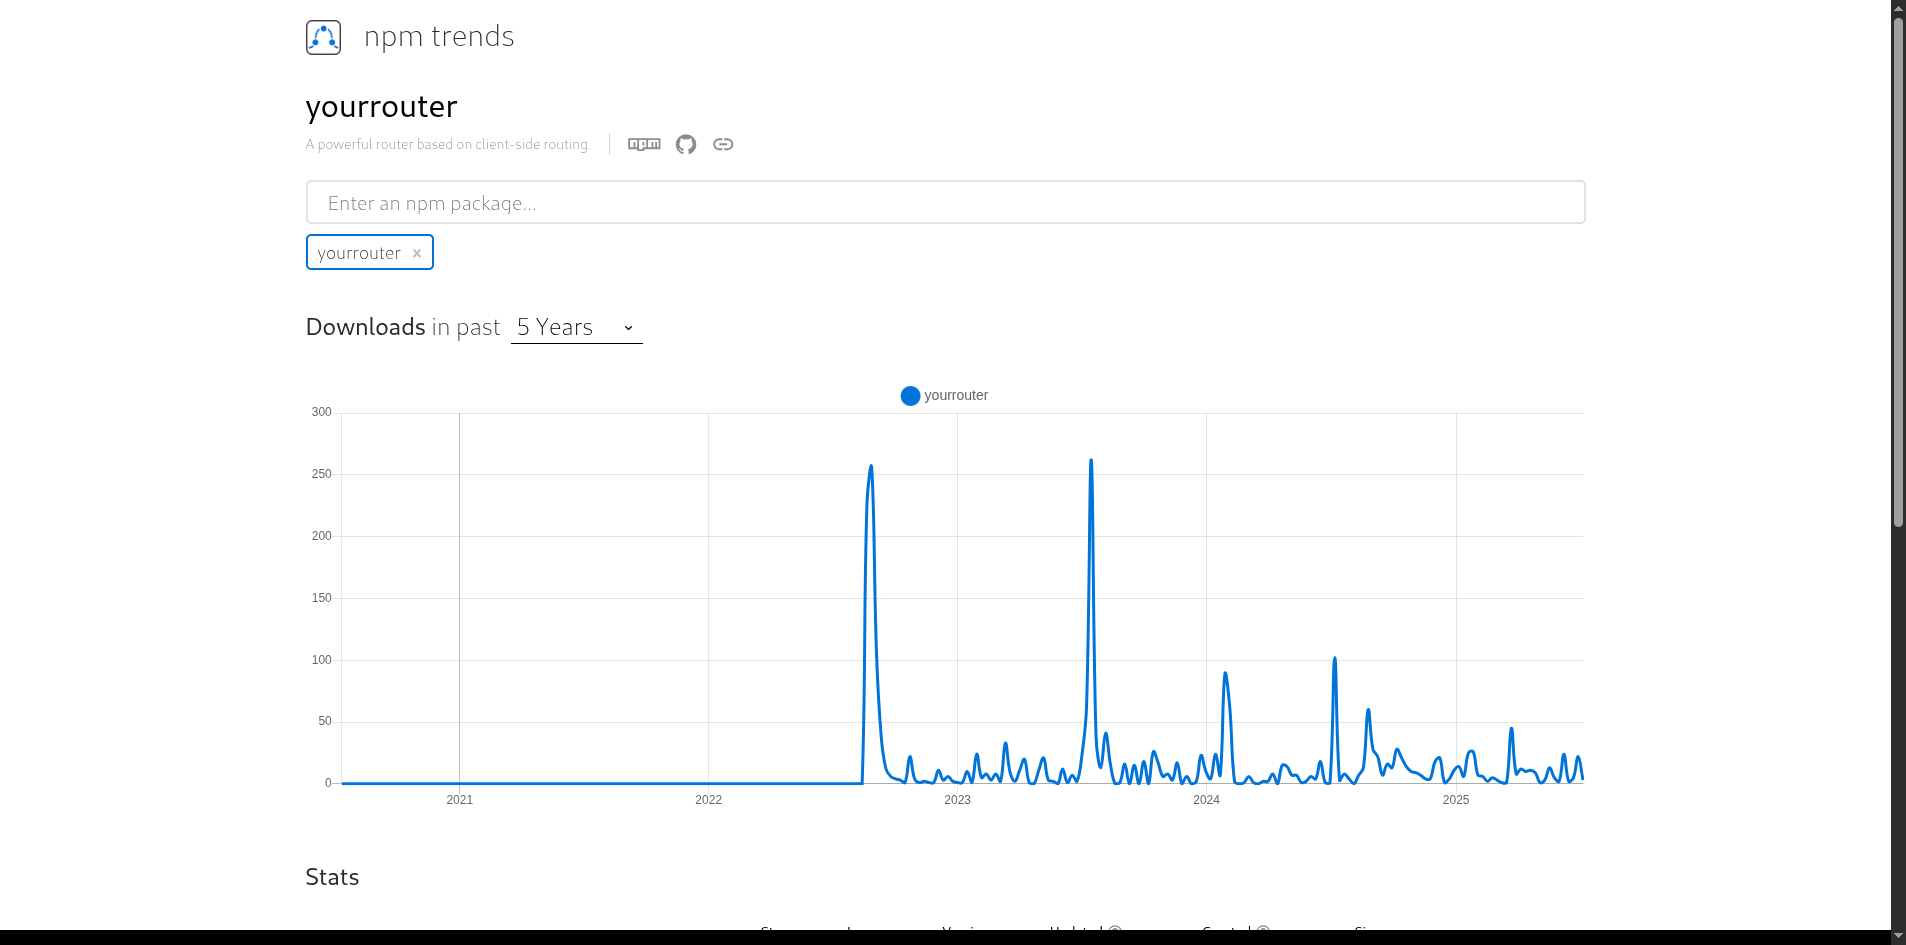 npm trends
yourrouter
A powerful router based on client-side routing.
npm
Enter an npm package...
yourrouter ×
Downloads in past 5 Years
yourrouter
300
250
200
150
100
50
0
2021 2022 2023 2024 2025
Stats